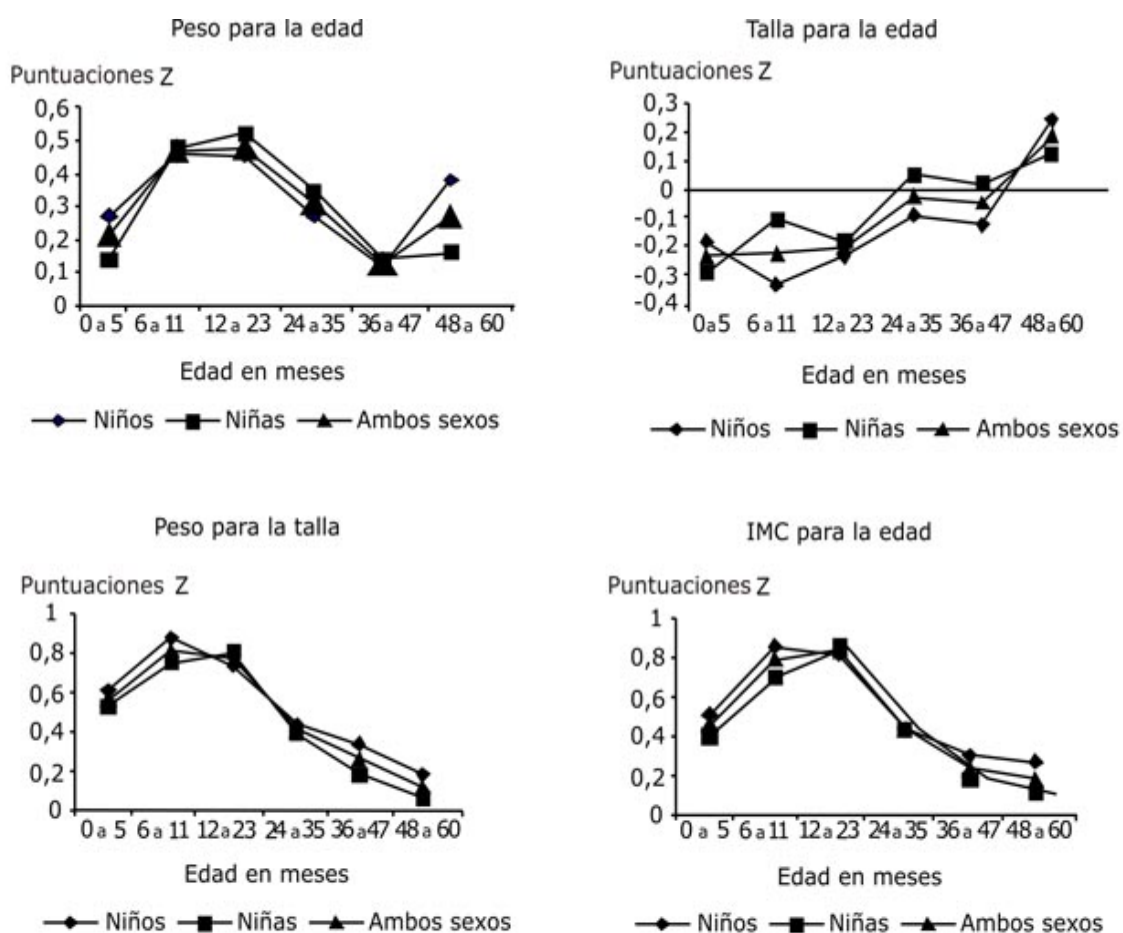 Peso para la edad
Puntuaciones Z
0,6
0,5
0,4
0,3
0,2
0,1
0
0 a 5 6 a 11 12 a 23 24 a 35 36 a 47 48 a 60
Edad en meses
Niños Niñas Ambos sexos
Talla para la edad
Puntuaciones Z
0,3
0,2
0,1
0
-0,1
-0,2
-0,3
-0,4
0 a 5 6 a 11 12 a 23 24 a 35 36 a 47 48 a 60
Edad en meses
Niños Niñas Ambos sexos
Peso para la talla
Puntuaciones Z
1
0,8
0,6
0,4
0,2
0
0 a 5 6 a 11 12 a 23 24 a 35 36 a 47 48 a 60
Edad en meses
Niños Niñas Ambos sexos
IMC para la edad
Puntuaciones Z
1
0,8
0,6
0,4
0,2
0
0 a 5 6 a 11 12 a 23 24 a 35 36 a 47 48 a 60
Edad en meses
Niños Niñas Ambos sexos